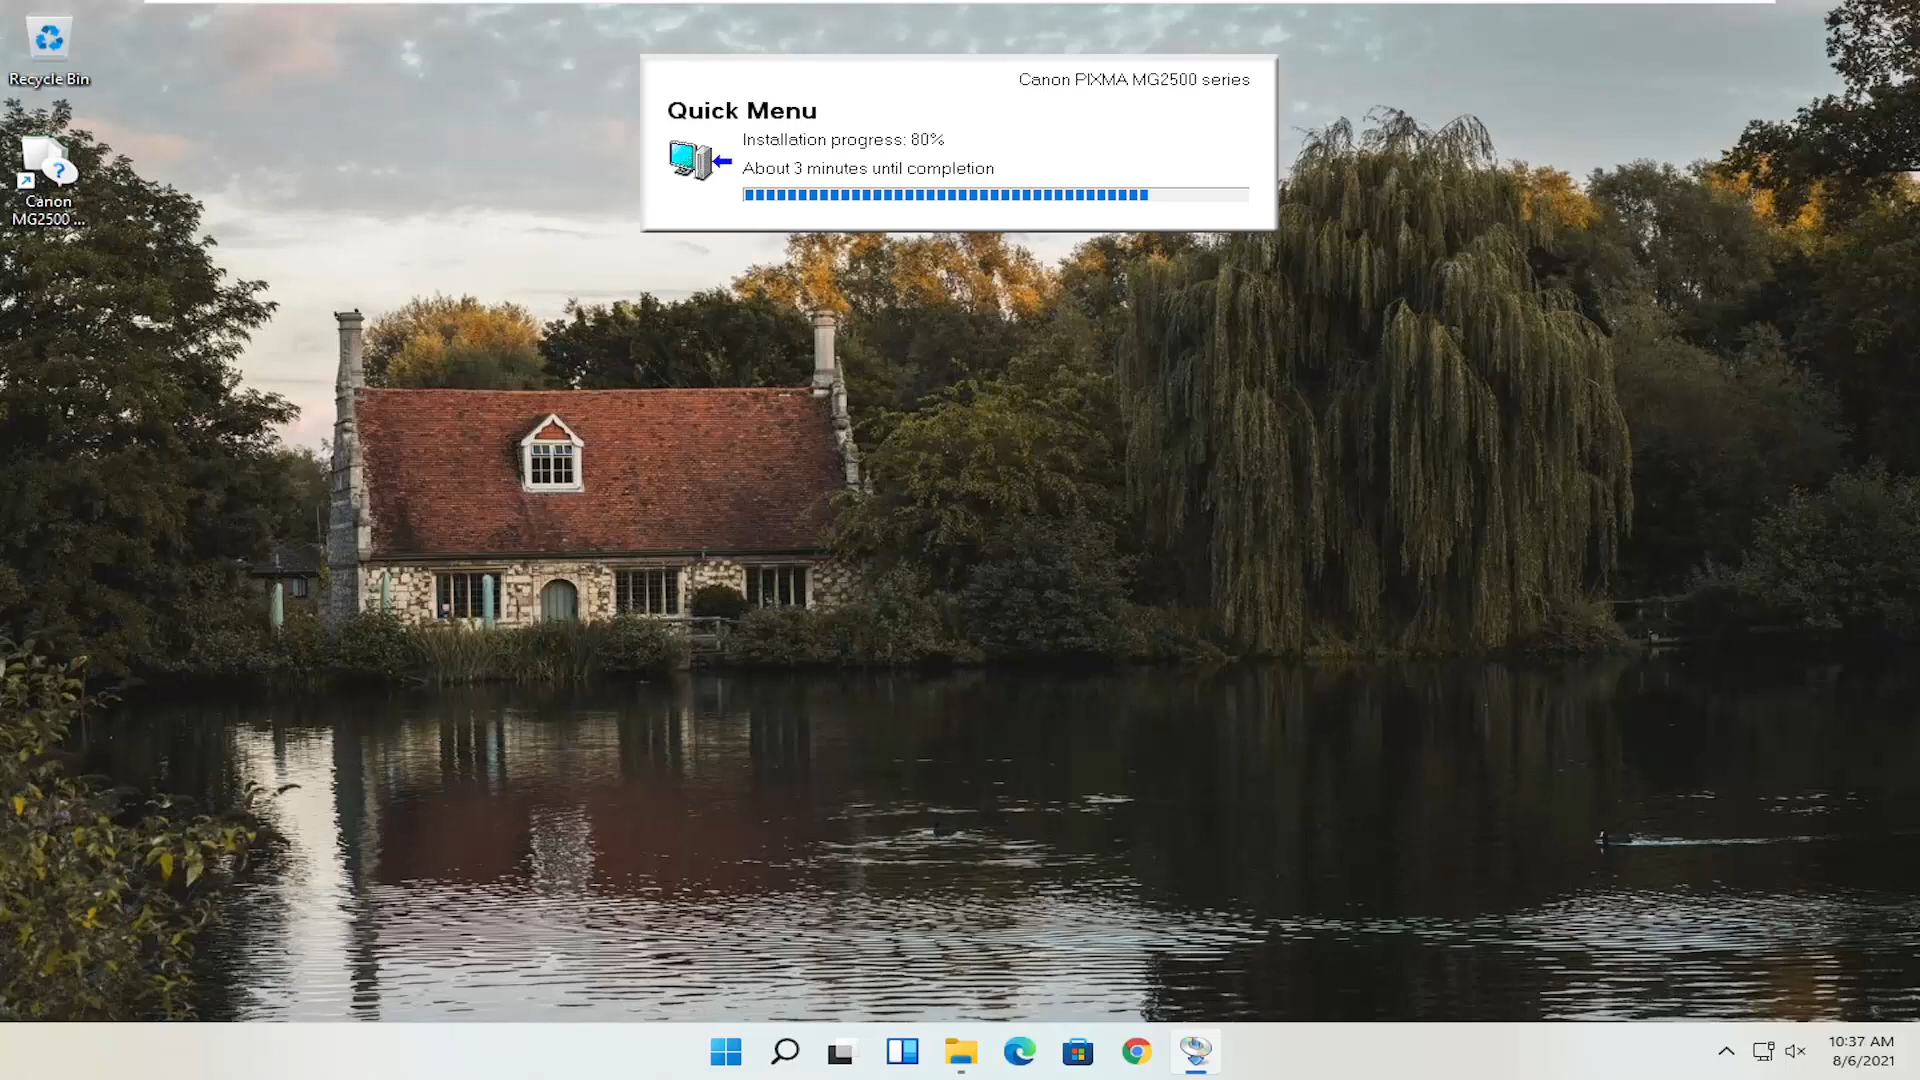 Recycle Bin
Canon
MG2500 ...
Canon PIXMA MG2500 series
Quick Menu
Installation progress: 80%
About 3 minutes until completion
?
10:37 AM
8/6/2021